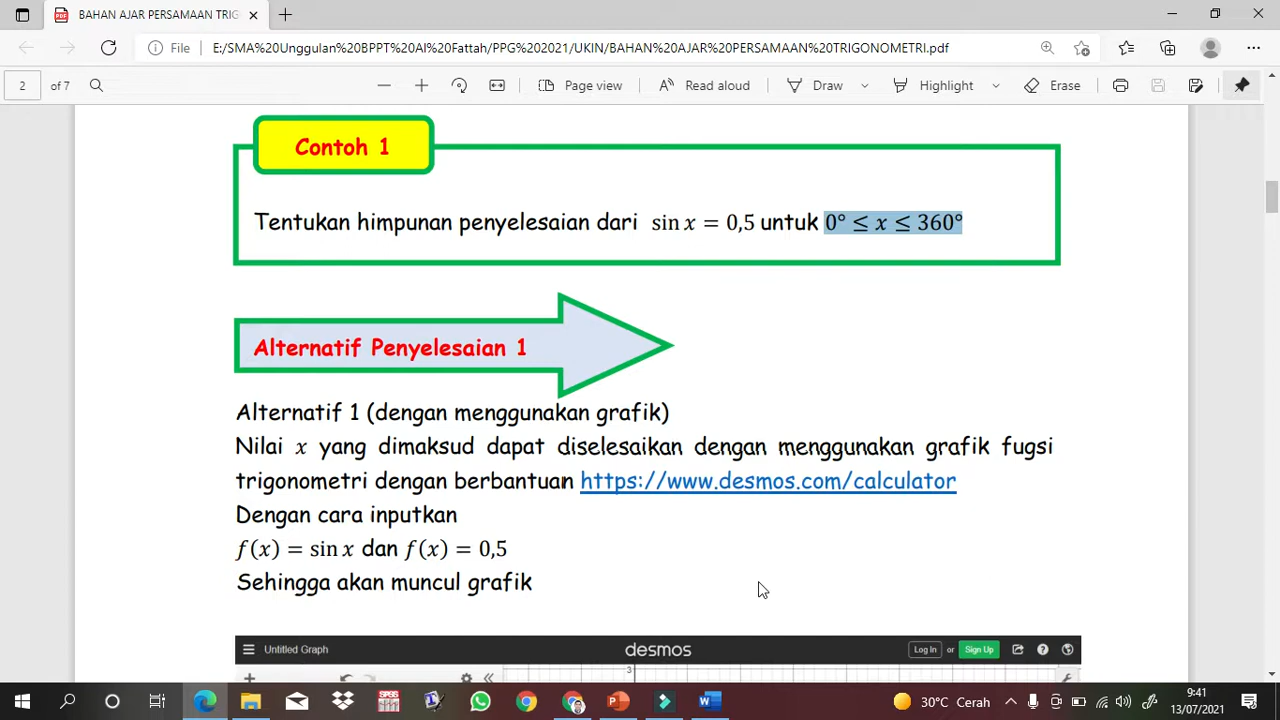 BAHAN AJAR PERSAMAAN TRIG
File E:/SMA%20Unggulan%20BPPT%20Al%20Fattah/PPG%202021/UKIN/BAHAN%20AJAR%20PERSAMAAN%20TRIGONOMETRI.pdf
2 of 7 Page view Read aloud Draw Highlight Erase
Contoh 1
Tentukan himpunan penyelesaian dari sin x = 0,5 untuk 0° ≤ x ≤ 360°
Alternatif Penyelesaian 1
Alternatif 1 (dengan menggunakan grafik)
Nilai x yang dimaksud dapat diselesaikan dengan menggunakan grafik fugsi
trigonometri dengan berbantuan https://www.desmos.com/calculator
Dengan cara inputkan
f(x) = sin x dan f(x) = 0,5
Sehingga akan muncul grafik
Untitled Graph desmos Log In or Sign Up
3
30°C Cerah 9:41
13/07/2021